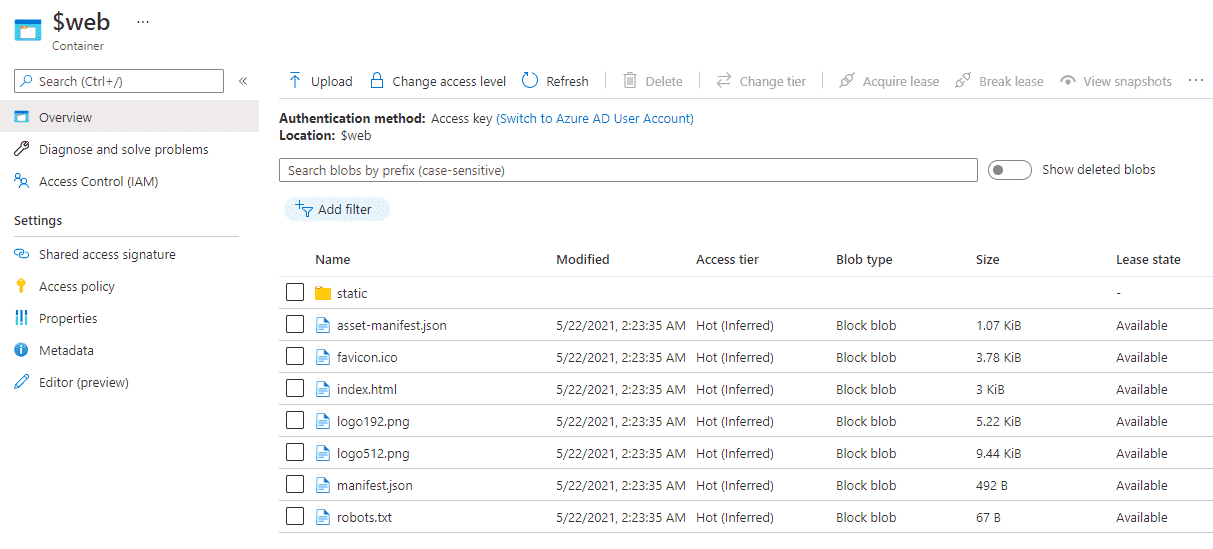 $web ...
Container
Search (Ctrl+/) «
Upload Change access level Refresh Delete Change tier Acquire lease Break lease View snapshots ...
Overview
Diagnose and solve problems
Access Control (IAM)
Settings
Shared access signature
Access policy
Properties
Metadata
Editor (preview)
Authentication method: Access key (Switch to Azure AD User Account)
Location: $web
Search blobs by prefix (case-sensitive) Show deleted blobs
Add filter
Name Modified Access tier Blob type Size Lease state
static -
asset-manifest.json 5/22/2021, 2:23:35 AM Hot (Inferred) Block blob 1.07 KiB Available
favicon.ico 5/22/2021, 2:23:35 AM Hot (Inferred) Block blob 3.78 KiB Available
index.html 5/22/2021, 2:23:35 AM Hot (Inferred) Block blob 3 KiB Available
logo192.png 5/22/2021, 2:23:35 AM Hot (Inferred) Block blob 5.22 KiB Available
logo512.png 5/22/2021, 2:23:35 AM Hot (Inferred) Block blob 9.44 KiB Available
manifest.json 5/22/2021, 2:23:35 AM Hot (Inferred) Block blob 492 B Available
robots.txt 5/22/2021, 2:23:35 AM Hot (Inferred) Block blob 67 B Available